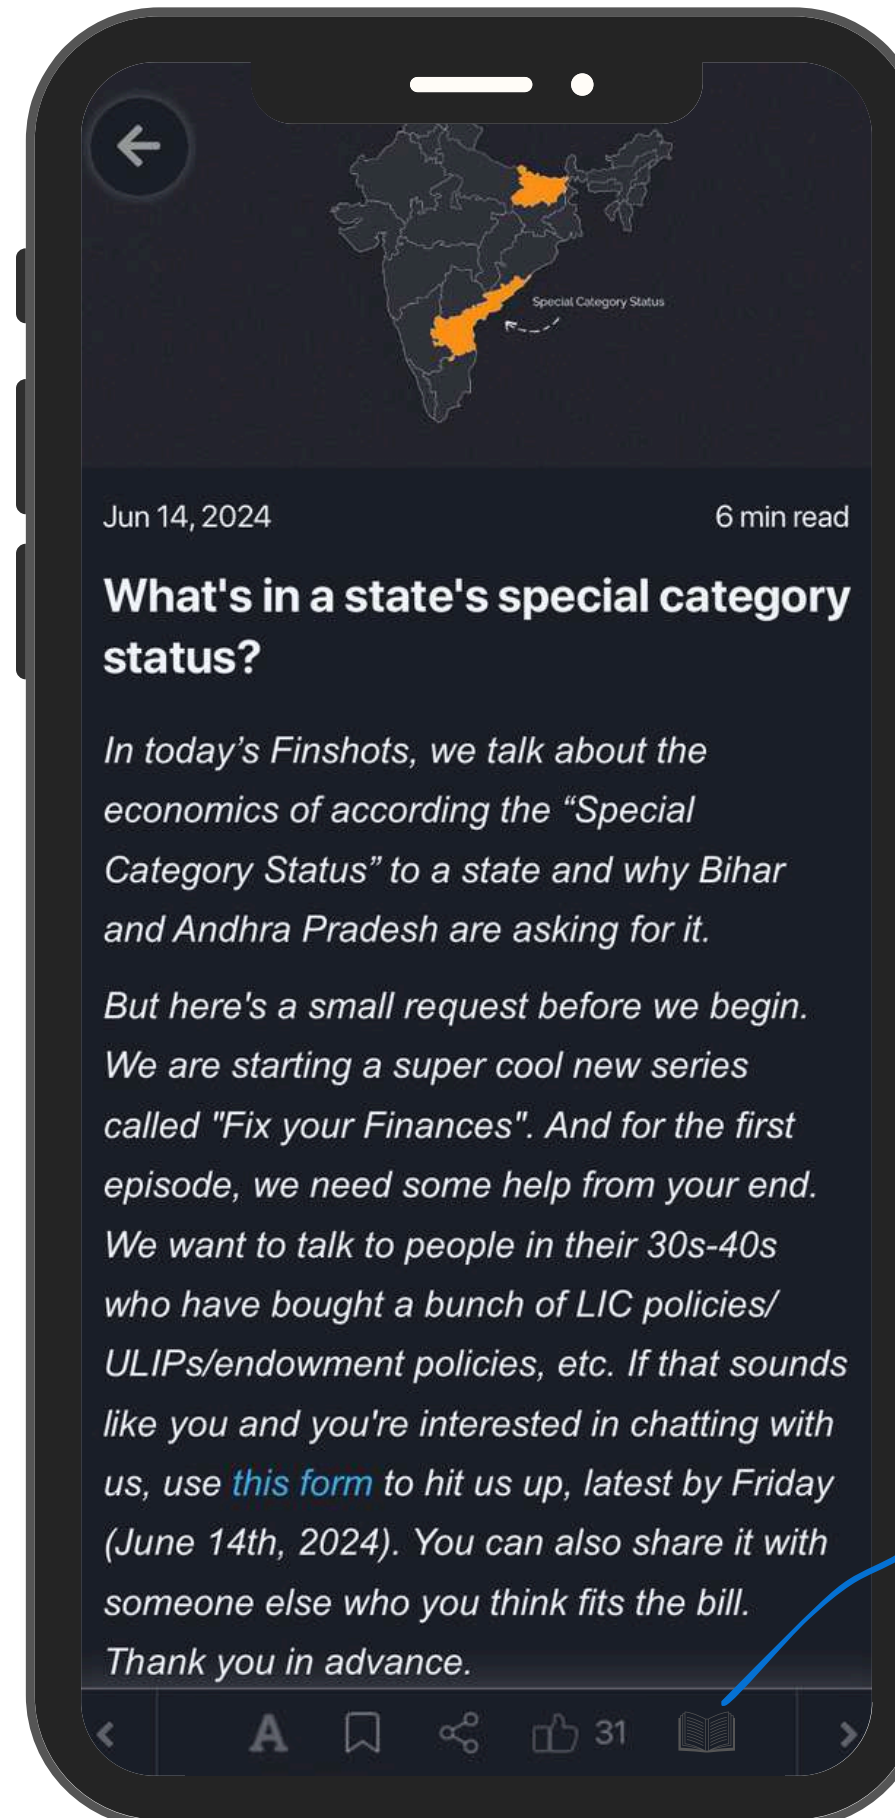 Special Category Status
Jun 14, 2024
6 min read
What's in a state's special category
status?
In today’s Finshots, we talk about the
economics of according the “Special
Category Status” to a state and why Bihar
and Andhra Pradesh are asking for it.
But here's a small request before we begin.
We are starting a super cool new series
called "Fix your Finances". And for the first
episode, we need some help from your end.
We want to talk to people in their 30s-40s
who have bought a bunch of LIC policies/
ULIPs/endowment policies, etc. If that sounds
like you and you're interested in chatting with
us, use this form to hit us up, latest by Friday
(June 14th, 2024). You can also share it with
someone else who you think fits the bill.
Thank you in advance.
A
31